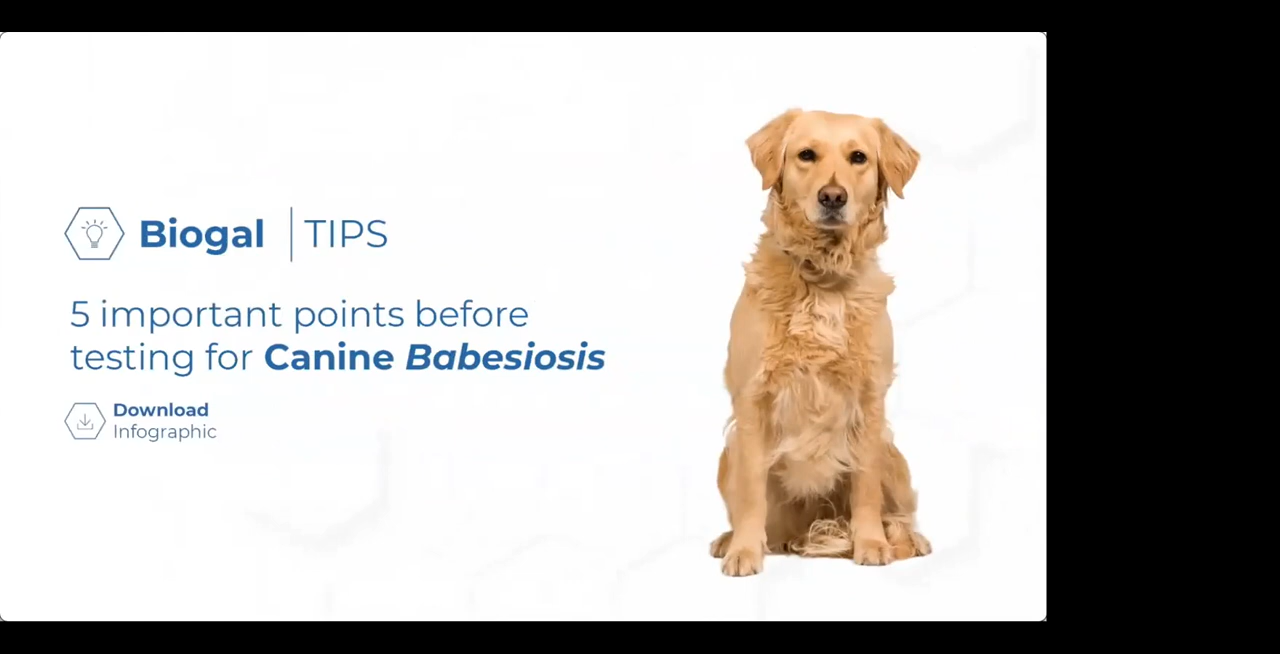 Biogal | TIPS
5 important points before
testing for Canine Babesiosis
Download
Infographic